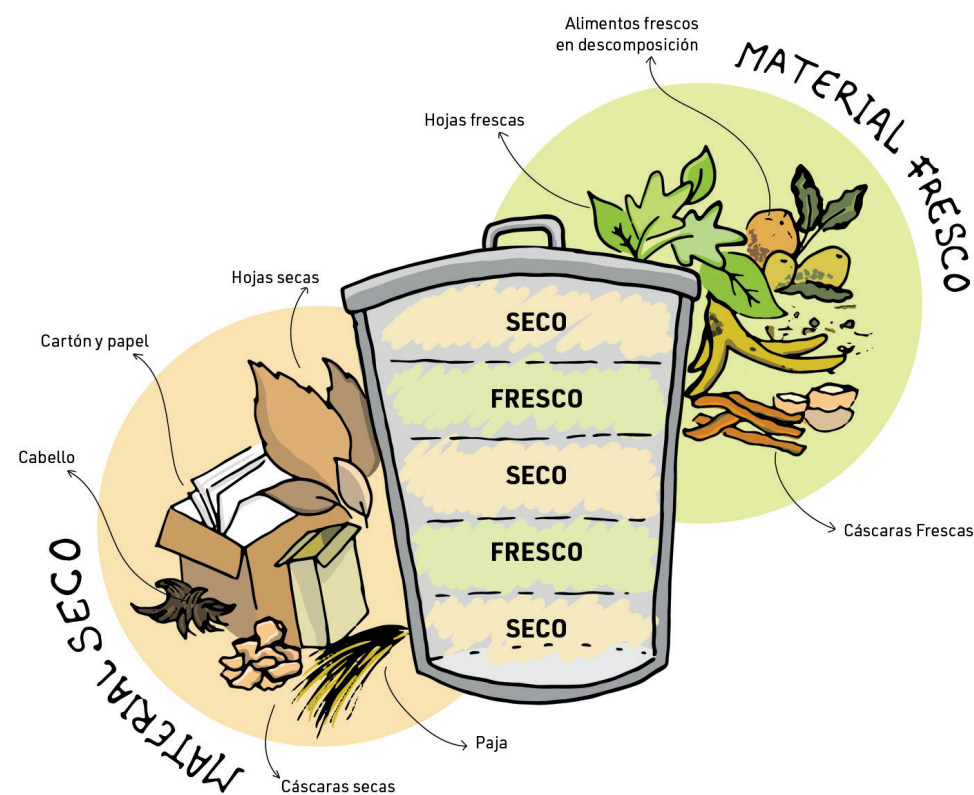 Alimentos frescos
en descomposición
MATERIAL FRESCO
Hojas frescas
Hojas secas
Cartón y papel
Cabello
SECO
FRESCO
SECO
FRESCO
SECO
Cáscaras Frescas
MATERIAL SECO
Paja
Cáscaras secas